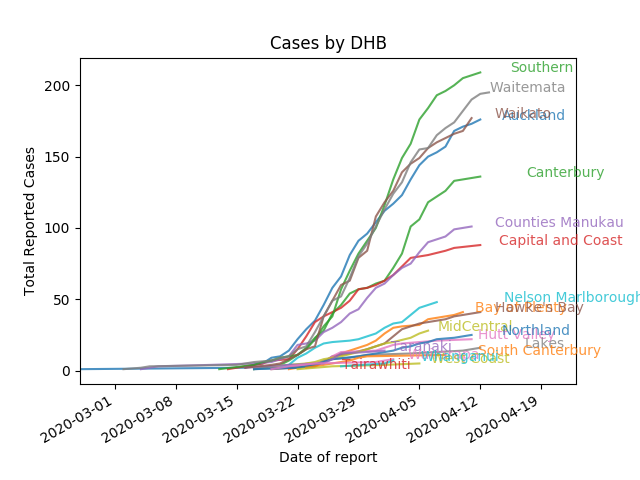 Cases by DHB
Total Reported Cases
200
150
100
50
0
Southern
Waitemata
Waikato
Auckland
Canterbury
Counties Manukau
Capital and Coast
Nelson Marlborough
Bay of Plenty
Hawke's Bay
MidCentral
Northland
Hutt Valley
Lakes
Taranaki
South Canterbury
Whanganui
West Coast
Tairawhiti
2020-03-01
2020-03-08
2020-03-15
2020-03-22
2020-03-29
2020-04-05
2020-04-12
2020-04-19
Date of report